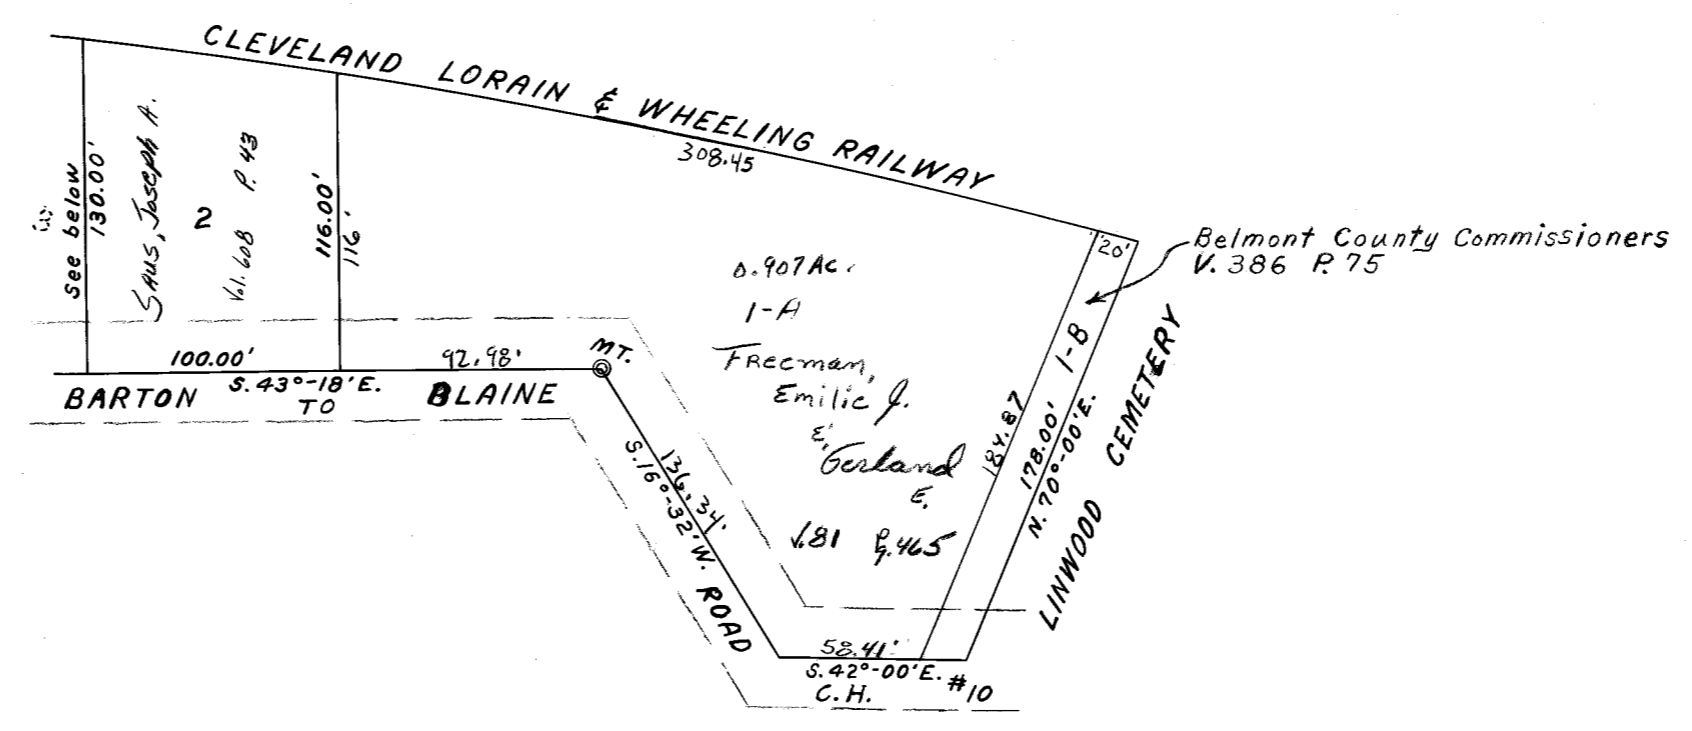 CLEVELAND LORAIN & WHEELING RAILWAY
308.45
see below
130.00'
Saus, Joseph A.
2
Vol. 608 P. 43
116.00'
116'
0.907 Ac.
1-A
Freeman,
Emilie J.
&
Gerland
E.
V.81 Pg.465
20'
Belmont County Commissioners
V. 386 P. 75
1-B
184.87
178.00'
N. 70°-00'E.
LINWOOD CEMETERY
100.00'
92.98'
MT.
S. 43°-18'E.
BARTON TO BLAINE ROAD
136.34'
S.16°-32'W.
58.41'
S. 42°-00'E.
C.H. #10